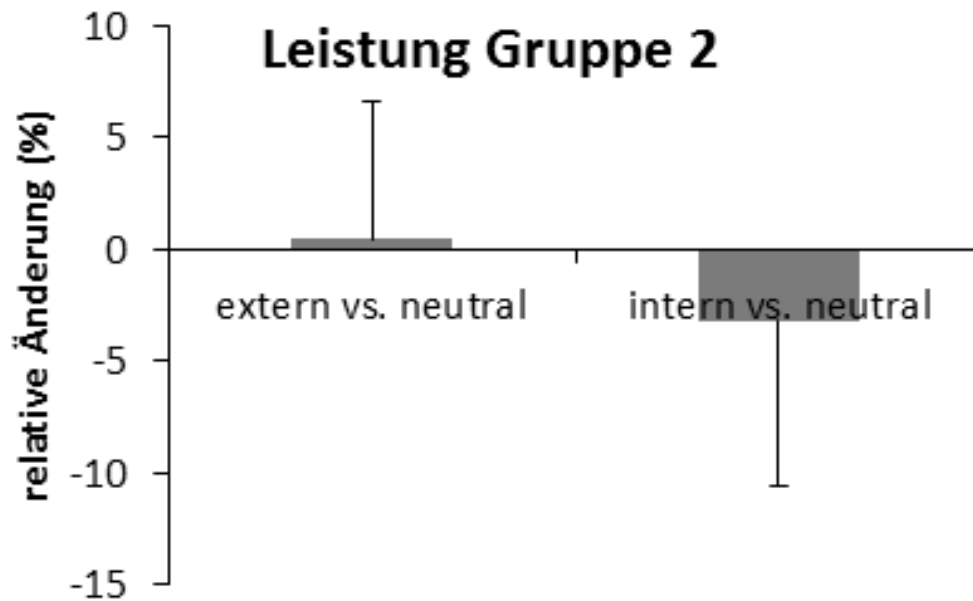 Leistung Gruppe 2
relative Änderung (%)
10
5
0
-5
-10
-15
extern vs. neutral
intern vs. neutral